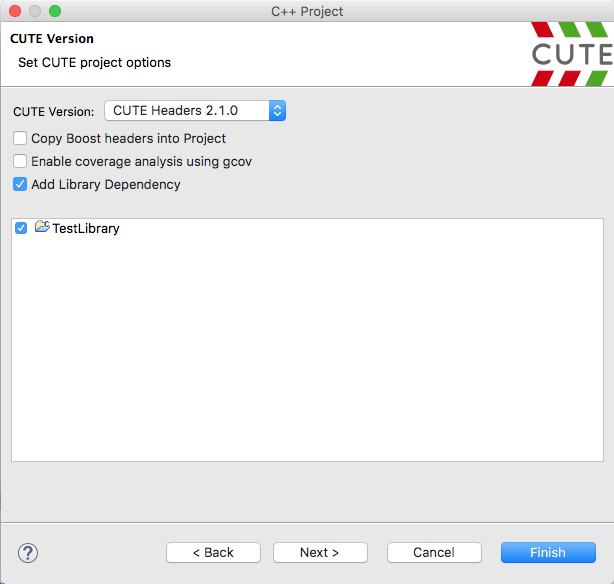 C++ Project
CUTE Version
Set CUTE project options
CUTE
CUTE Version: CUTE Headers 2.1.0
Copy Boost headers into Project
Enable coverage analysis using gcov
Add Library Dependency
TestLibrary
? < Back Next > Cancel Finish